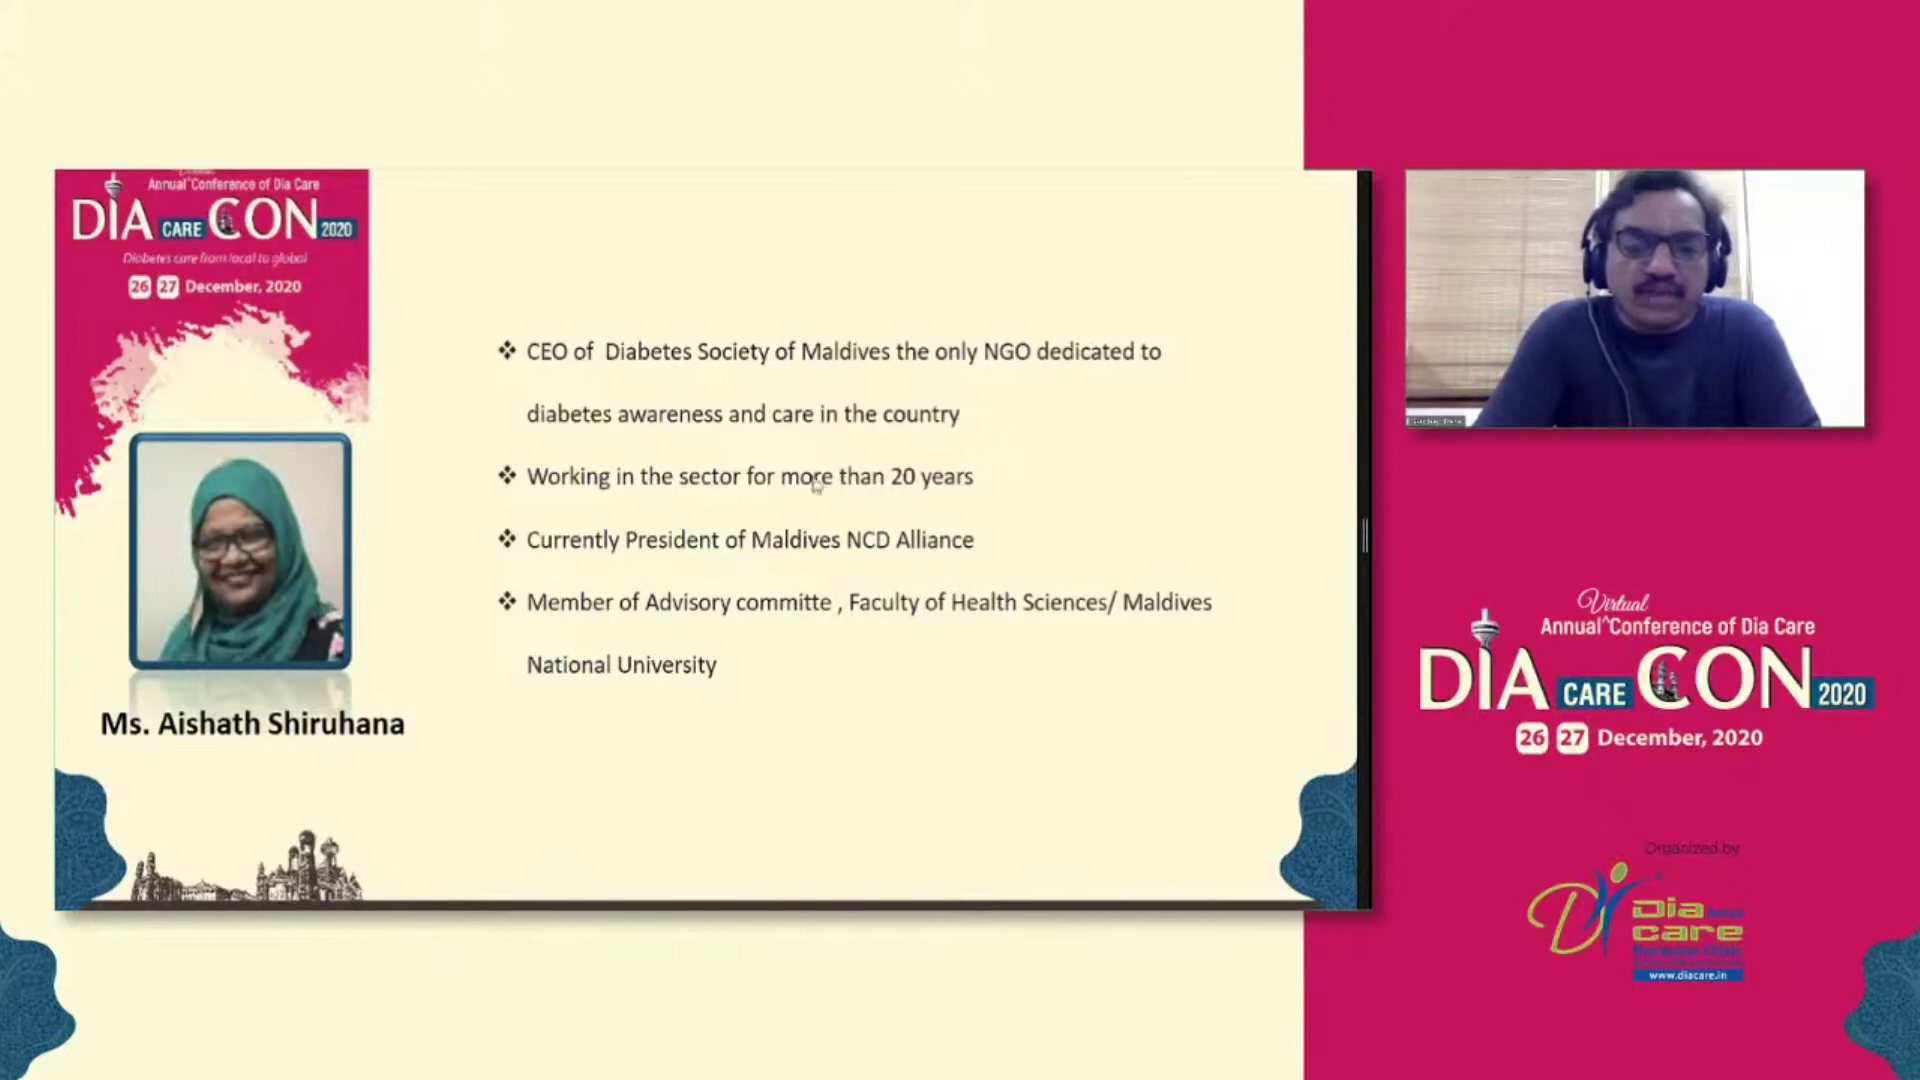 Annual^Conference of Dia Care
DIA CARE CON 2020
Diabetes care from local to global
26 27 December, 2020
❖ CEO of Diabetes Society of Maldives the only NGO dedicated to
diabetes awareness and care in the country
❖ Working in the sector for more than 20 years
❖ Currently President of Maldives NCD Alliance
❖ Member of Advisory committe , Faculty of Health Sciences/ Maldives
National University
Ms. Aishath Shiruhana
Virtual
Annual^Conference of Dia Care
DIA CARE CON 2020
26 27 December, 2020
Organized by
Dia
care
Hormone Clinic
www.diacare.in